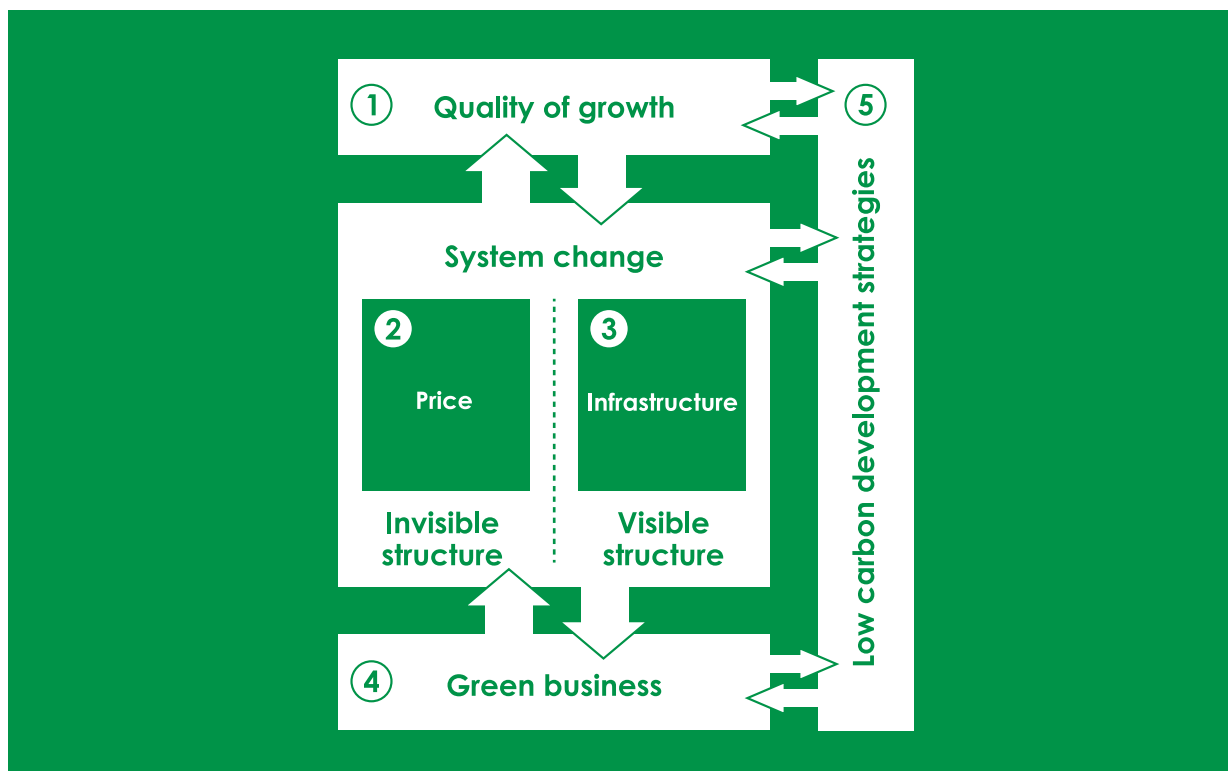 1
Quality of growth
System change
2
Price
3
Infrastructure
Invisible
structure
Visible
structure
4
Green business
5
Low carbon development strategies